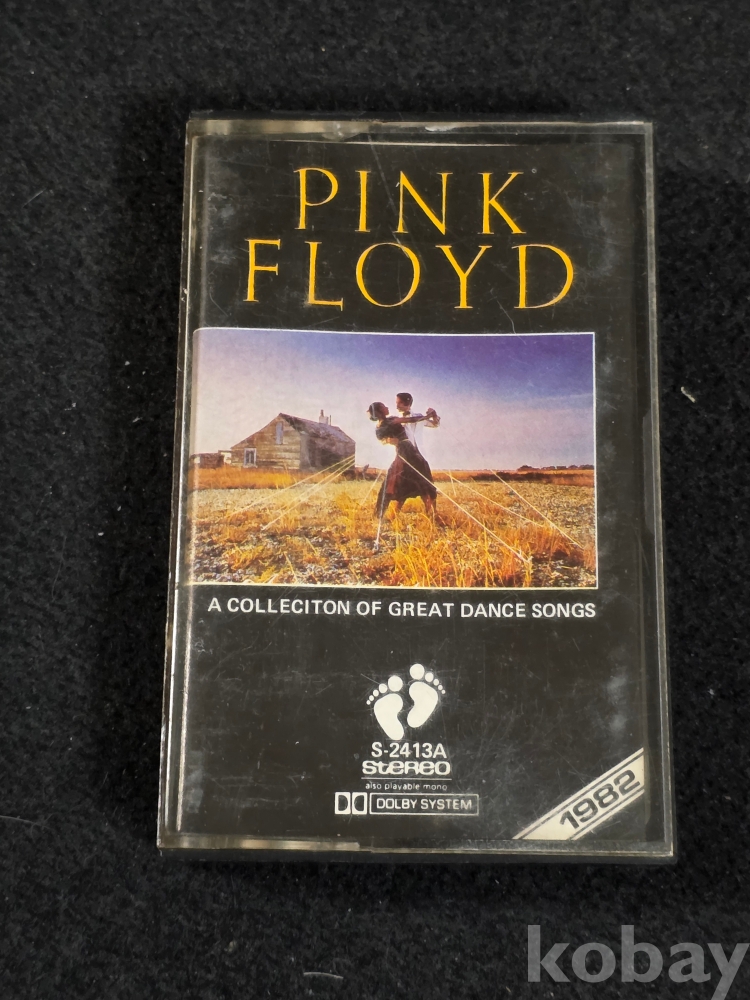 PINK
FLOYD
A COLLECITON OF GREAT DANCE SONGS
S-2413A
STEREO
also playable mono
DOLBY SYSTEM
1982
kobay